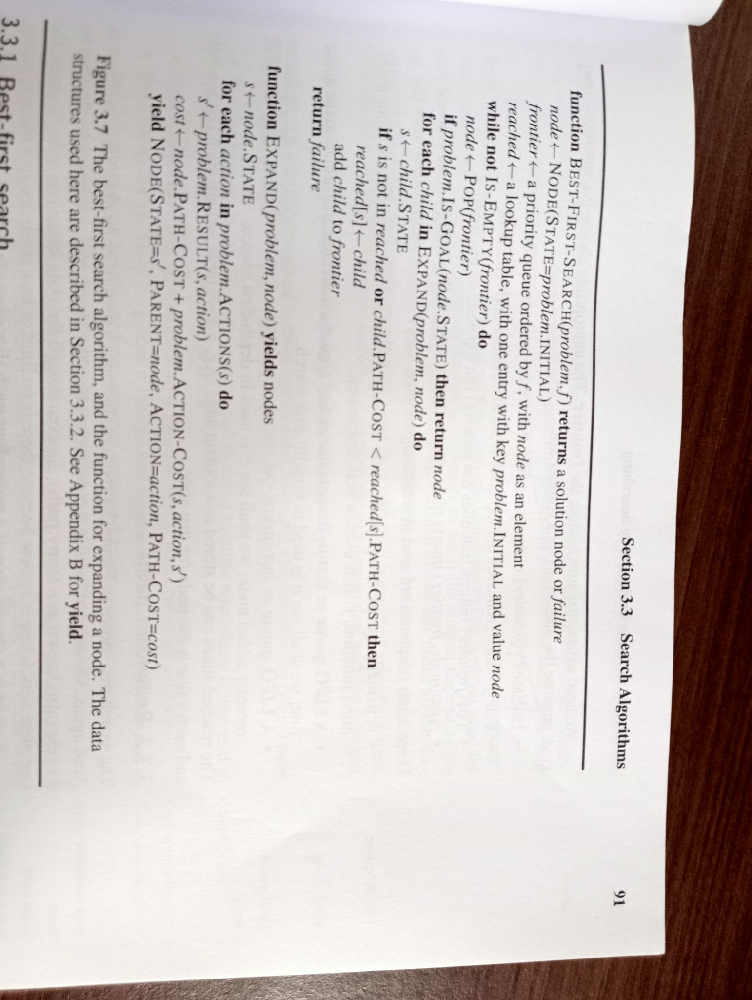 Section 3.3 Search Algorithms 91
function BEST-FIRST-SEARCH(problem,f) returns a solution node or failure
node ← NODE(STATE=problem.INITIAL)
frontier ← a priority queue ordered by f, with node as an element
reached ← a lookup table, with one entry with key problem.INITIAL and value node
while not IS-EMPTY(frontier) do
node ← POP(frontier)
if problem.IS-GOAL(node.STATE) then return node
for each child in EXPAND(problem, node) do
s ← child.STATE
if s is not in reached or child.PATH-COST < reached[s].PATH-COST then
reached[s] ← child
add child to frontier
return failure
function EXPAND(problem, node) yields nodes
s ← node.STATE
for each action in problem.ACTIONS(s) do
s′ ← problem.RESULT(s, action)
cost ← node.PATH-COST + problem.ACTION-COST(s, action, s′)
yield NODE(STATE=s′, PARENT=node, ACTION=action, PATH-COST=cost)
Figure 3.7 The best-first search algorithm, and the function for expanding a node. The data
structures used here are described in Section 3.3.2. See Appendix B for yield.
3.3.1 Best-first search